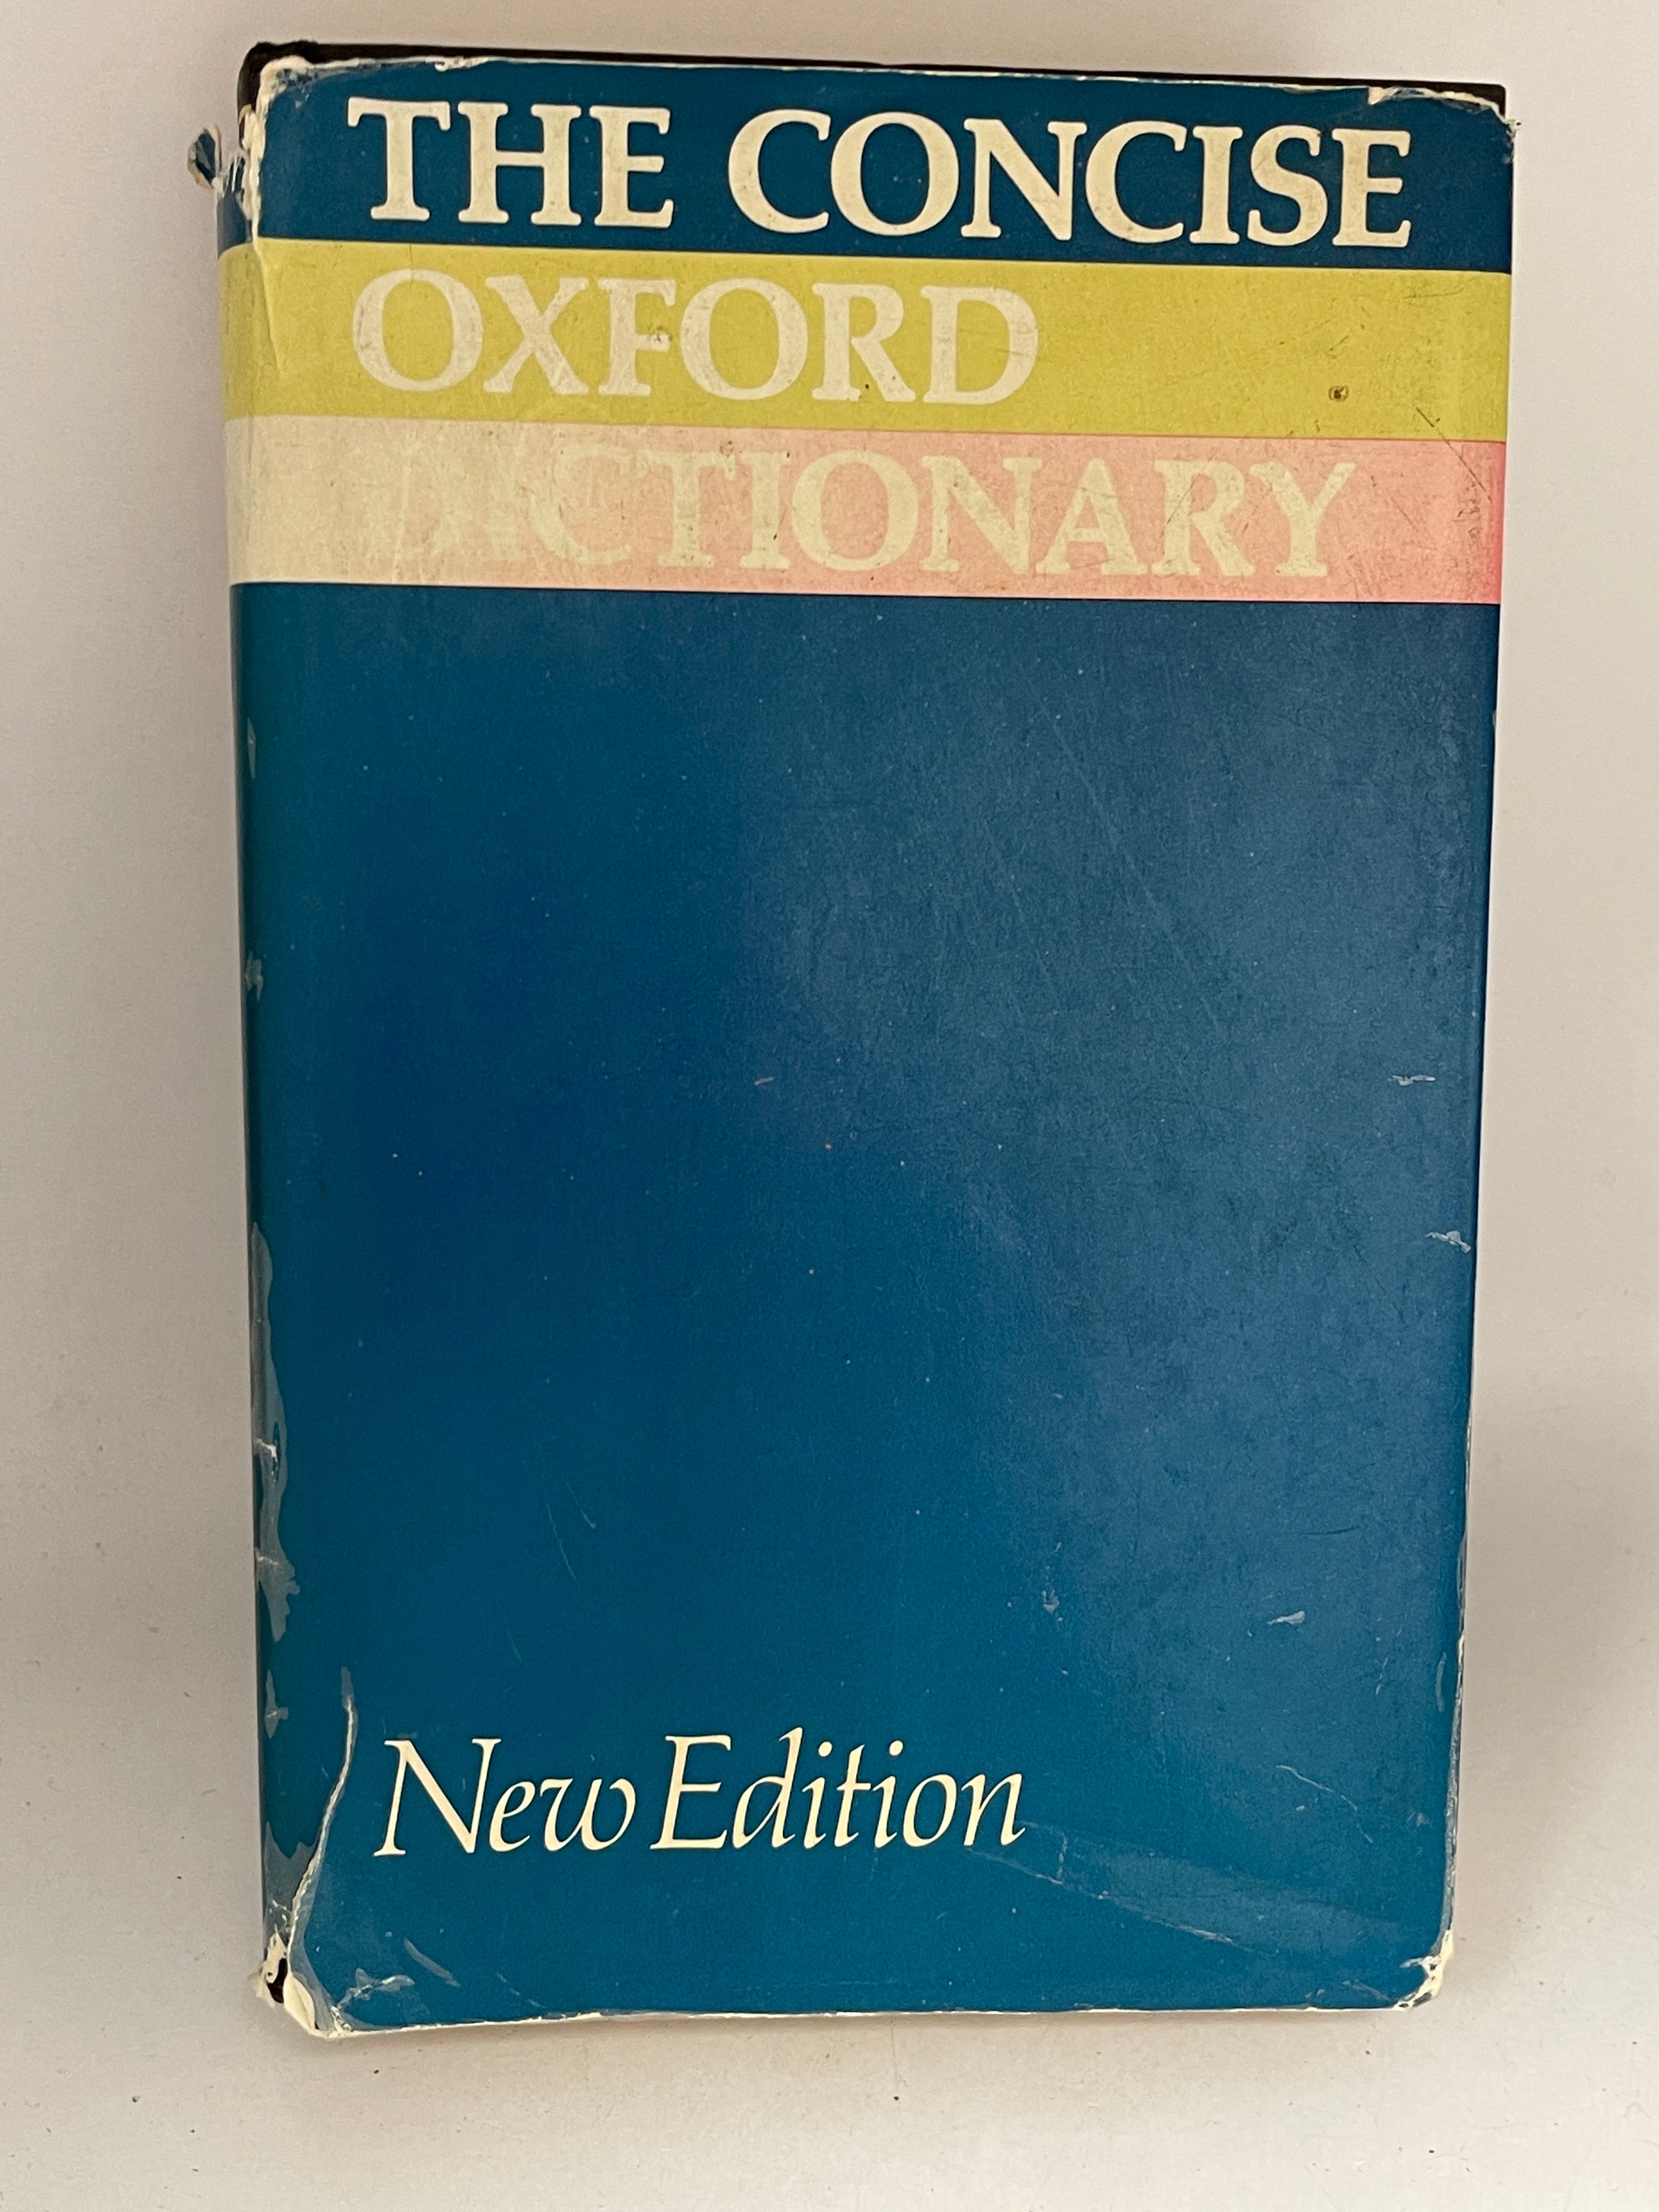 THE CONCISE
OXFORD
DICTIONARY
New Edition